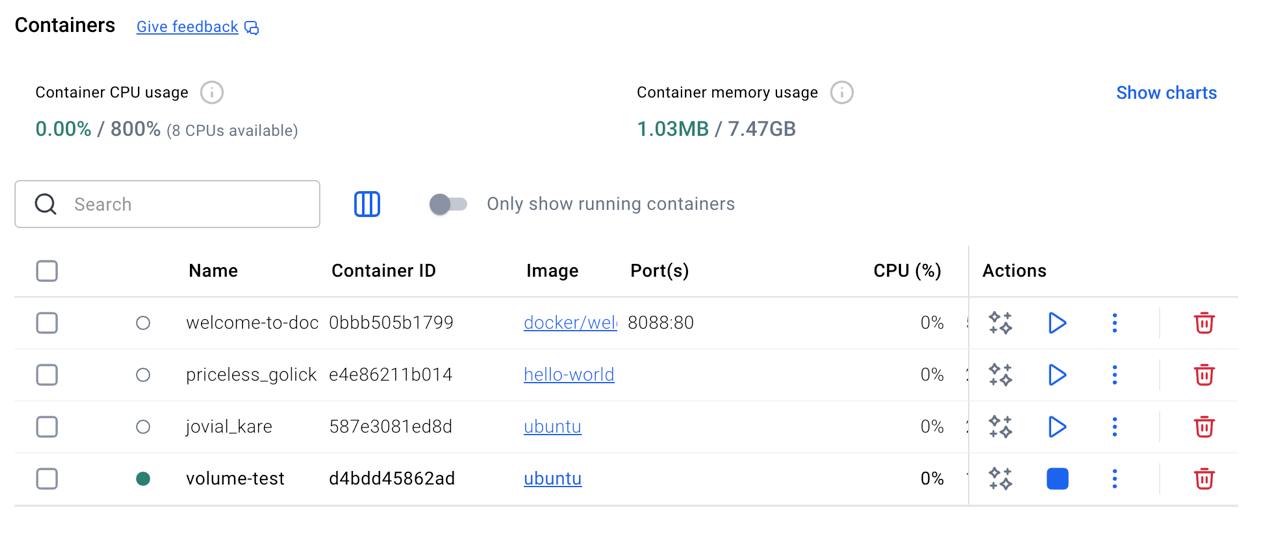 Containers Give feedback
Container CPU usage Container memory usage Show charts
0.00% / 800% (8 CPUs available) 1.03MB / 7.47GB
Search Only show running containers
Name Container ID Image Port(s) CPU (%) Actions
welcome-to-doc 0bbb505b1799 docker/wel 8088:80 0%
priceless_golick e4e86211b014 hello-world 0%
jovial_kare 587e3081ed8d ubuntu 0%
volume-test d4bdd45862ad ubuntu 0%